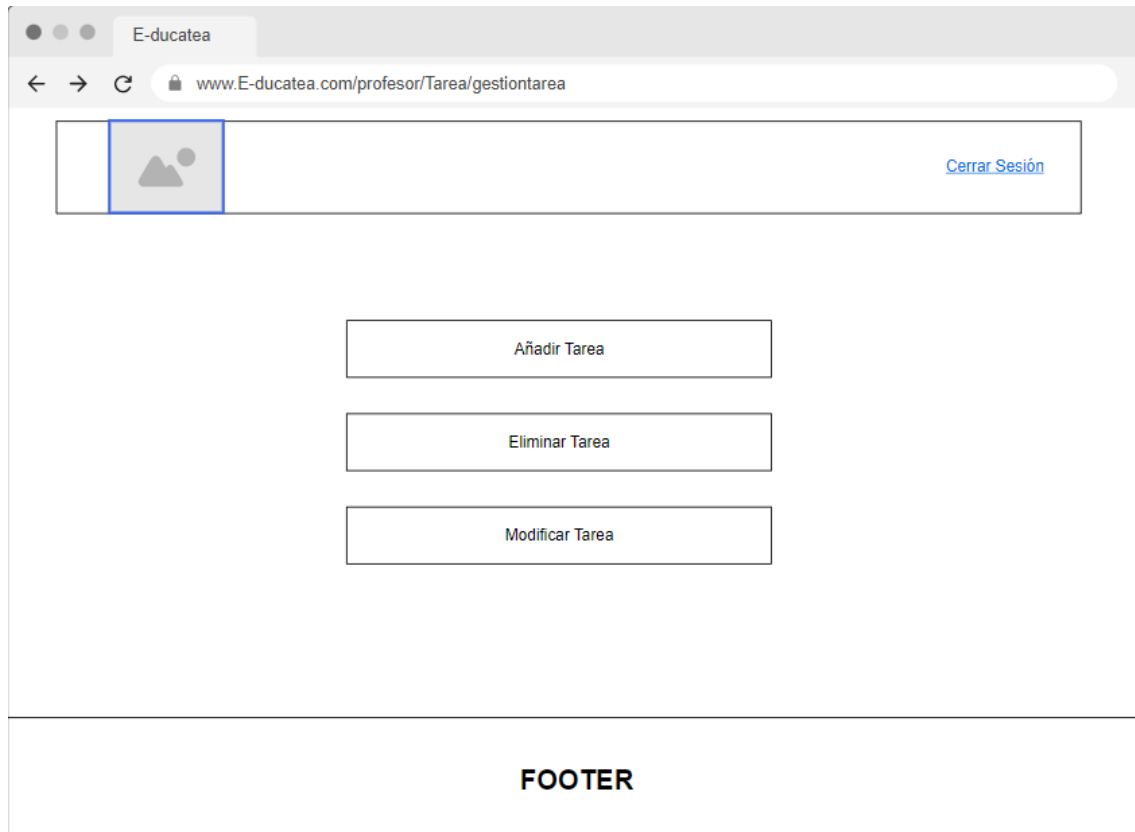 E-ducatea
www.E-ducatea.com/profesor/Tarea/gestiontarea
Cerrar Sesión
Añadir Tarea
Eliminar Tarea
Modificar Tarea
FOOTER